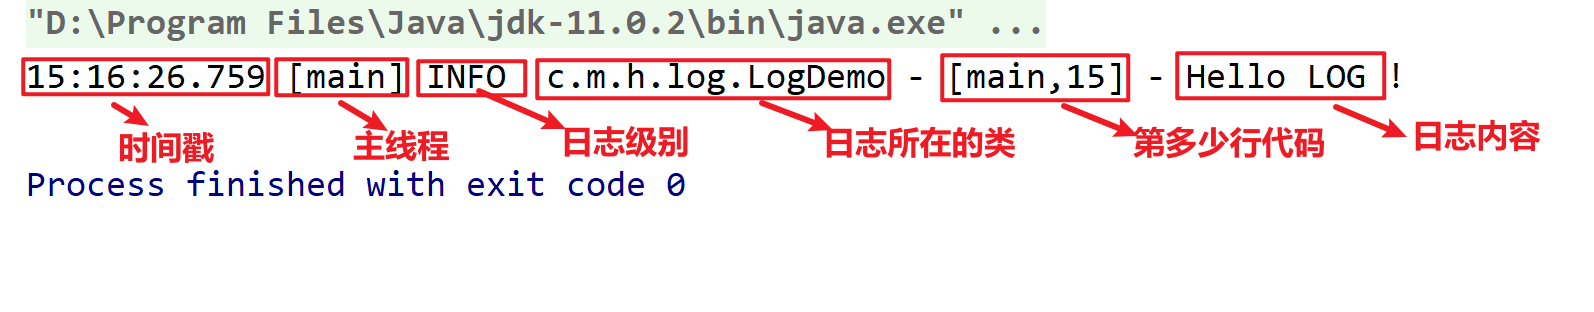 "D:\Program Files\Java\jdk-11.0.2\bin\java.exe" ...
15:16:26.759 [main] INFO c.m.h.log.LogDemo - [main,15] - Hello LOG !
时间戳 主线程 日志级别 日志所在的类 第多少行代码 日志内容
Process finished with exit code 0